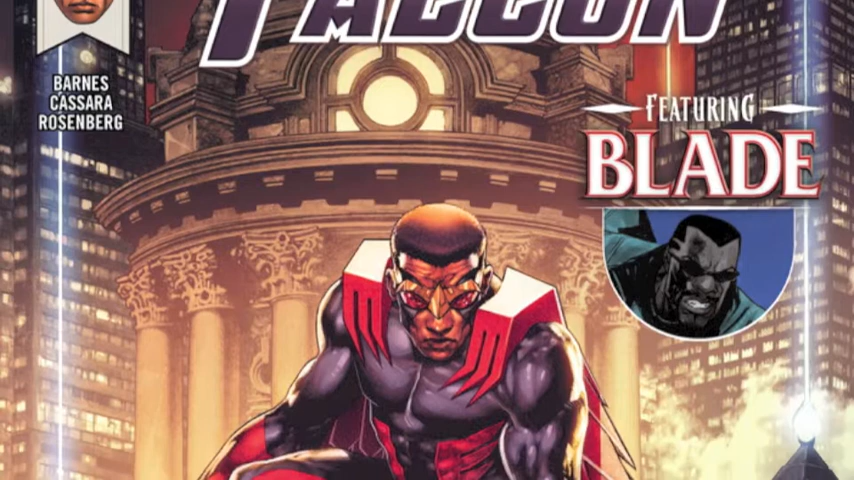 FALCON
BARNES
CASSARA
ROSENBERG
FEATURING
BLADE